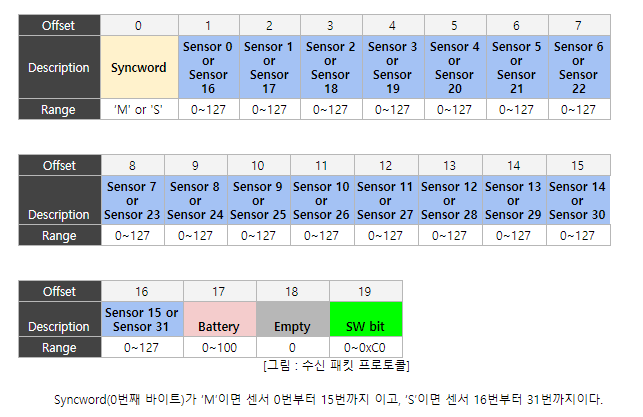 Offset 0 1 2 3 4 5 6 7
Description Syncword Sensor 0 or Sensor 16 Sensor 1 or Sensor 17 Sensor 2 or Sensor 18 Sensor 3 or Sensor 19 Sensor 4 or Sensor 20 Sensor 5 or Sensor 21 Sensor 6 or Sensor 22
Range 'M' or 'S' 0~127 0~127 0~127 0~127 0~127 0~127 0~127
Offset 8 9 10 11 12 13 14 15
Description Sensor 7 or Sensor 23 Sensor 8 or Sensor 24 Sensor 9 or Sensor 25 Sensor 10 or Sensor 26 Sensor 11 or Sensor 27 Sensor 12 or Sensor 28 Sensor 13 or Sensor 29 Sensor 14 or Sensor 30
Range 0~127 0~127 0~127 0~127 0~127 0~127 0~127 0~127
Offset 16 17 18 19
Description Sensor 15 or Sensor 31 Battery Empty SW bit
Range 0~127 0~100 0 0~0xC0
[그림 : 수신 패킷 프로토콜]
Syncword(0번째 바이트)가 'M'이면 센서 0번부터 15번까지 이고, 'S'이면 센서 16번부터 31번까지이다.